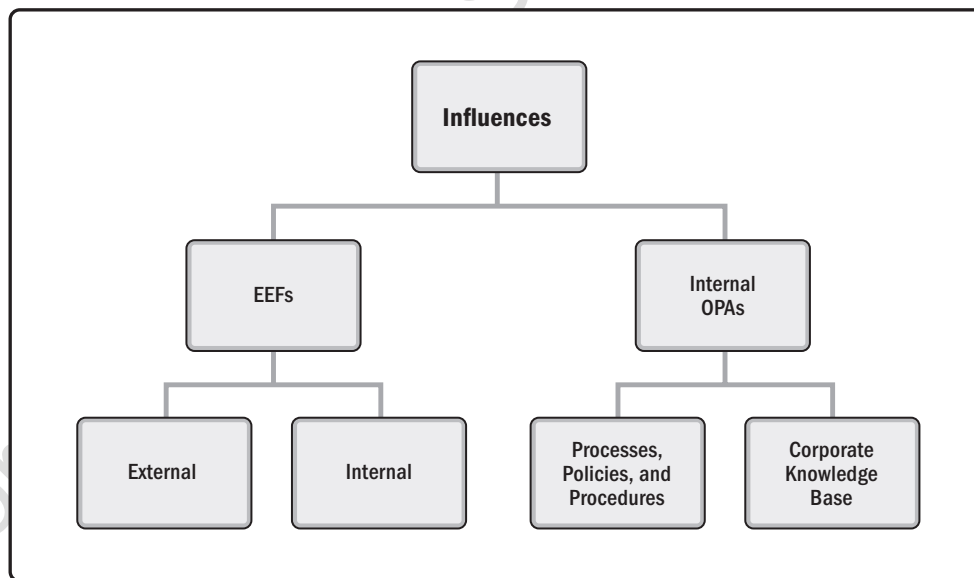 Influences
EEFs
Internal
OPAs
External
Internal
Processes,
Policies, and
Procedures
Corporate
Knowledge
Base